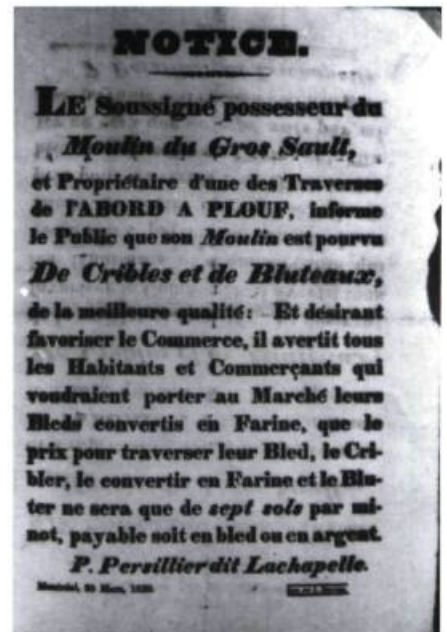 NOTICE.
LE Soussigné possesseur du
Moulin du Gros Sault,
et Propriétaire d'une des Traverses
de l'ABORD A PLOUF, informe
le Public que son Moulin est pourvu
De Cribles et de Bluteaux,
de la meilleure qualité: Et désirant
favoriser le Commerce, il avertit tous
les Habitants et Commerçants qui
voudraient porter au Marché leurs
Bleds convertis en Farine, que le
prix pour traverser leur Bled, le Cri-
bler, le convertir en Farine et le Blu-
ter ne sera que de sept sols par mi-
not, payable soit en bled ou en argent.
P. Persillier dit Lachapelle.
Montréal, Mars,